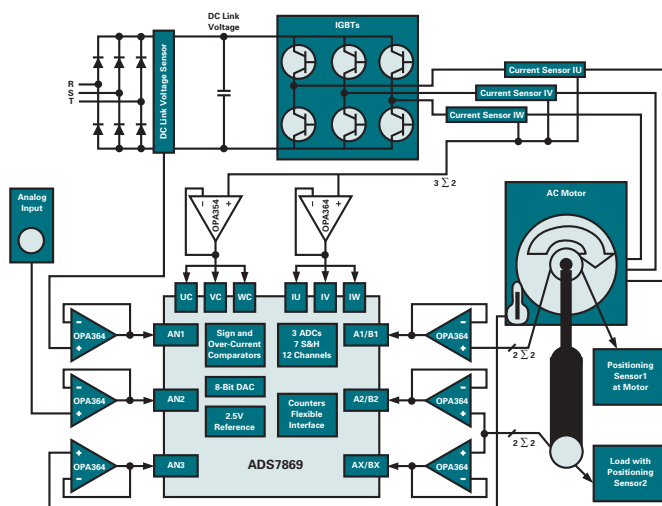 DC Link
Voltage
IGBTs
DC Link Voltage Sensor
R
S
T
Current Sensor IU
Current Sensor IV
Current Sensor IW
3 ∑ 2
Analog
Input
AC Motor
−
+
OPA354
−
+
OPA364
UC
VC
WC
IU
IV
IW
−
OPA364
+
AN1
Sign and
Over-Current
Comparators
3 ADCs
7 S&H
12 Channels
A1/B1
−
OPA364
+
2 ∑ 2
Positioning
Sensor1
at Motor
−
OPA364
+
AN2
8-Bit DAC
2.5V
Reference
Counters
Flexible
Interface
A2/B2
−
OPA364
+
2 ∑ 2
+
OPA364
−
AN3
ADS7869
AX/BX
+
OPA364
−
Load with
Positioning
Sensor2